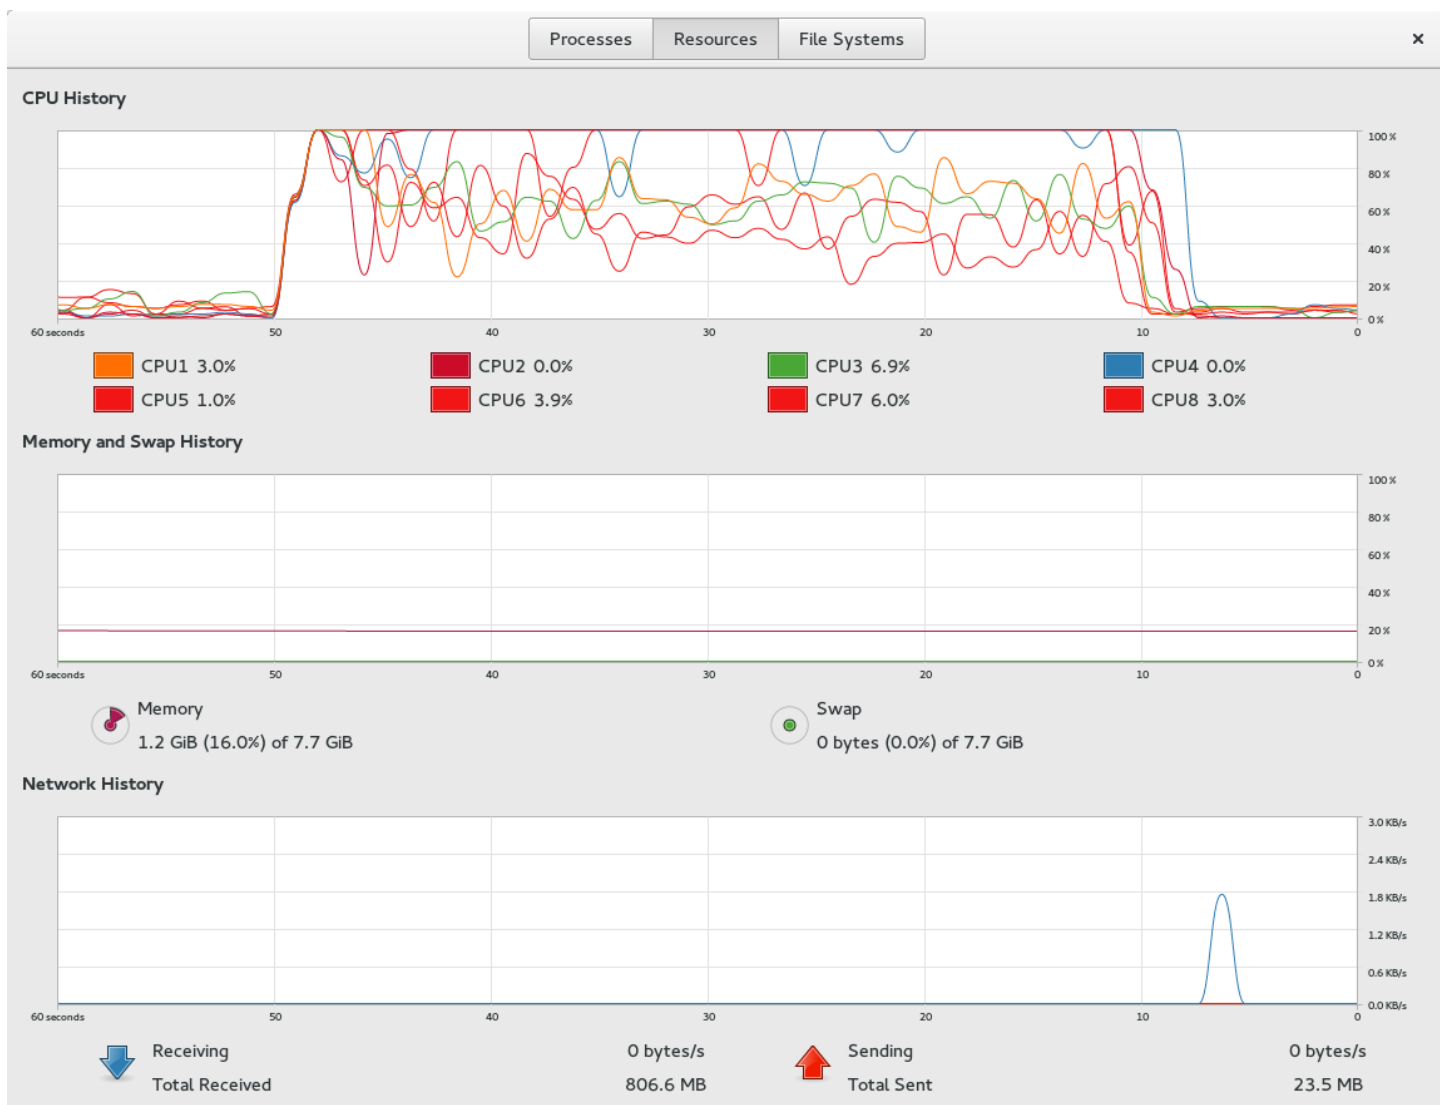 Processes Resources File Systems ×
CPU History
100 %
80 %
60 %
40 %
20 %
0 %
60 seconds 50 40 30 20 10 0
CPU1 3.0% CPU2 0.0% CPU3 6.9% CPU4 0.0%
CPU5 1.0% CPU6 3.9% CPU7 6.0% CPU8 3.0%
Memory and Swap History
100 %
80 %
60 %
40 %
20 %
0 %
60 seconds 50 40 30 20 10 0
Memory Swap
1.2 GiB (16.0%) of 7.7 GiB 0 bytes (0.0%) of 7.7 GiB
Network History
3.0 KB/s
2.4 KB/s
1.8 KB/s
1.2 KB/s
0.6 KB/s
0.0 KB/s
60 seconds 50 40 30 20 10 0
Receiving 0 bytes/s Sending 0 bytes/s
Total Received 806.6 MB Total Sent 23.5 MB